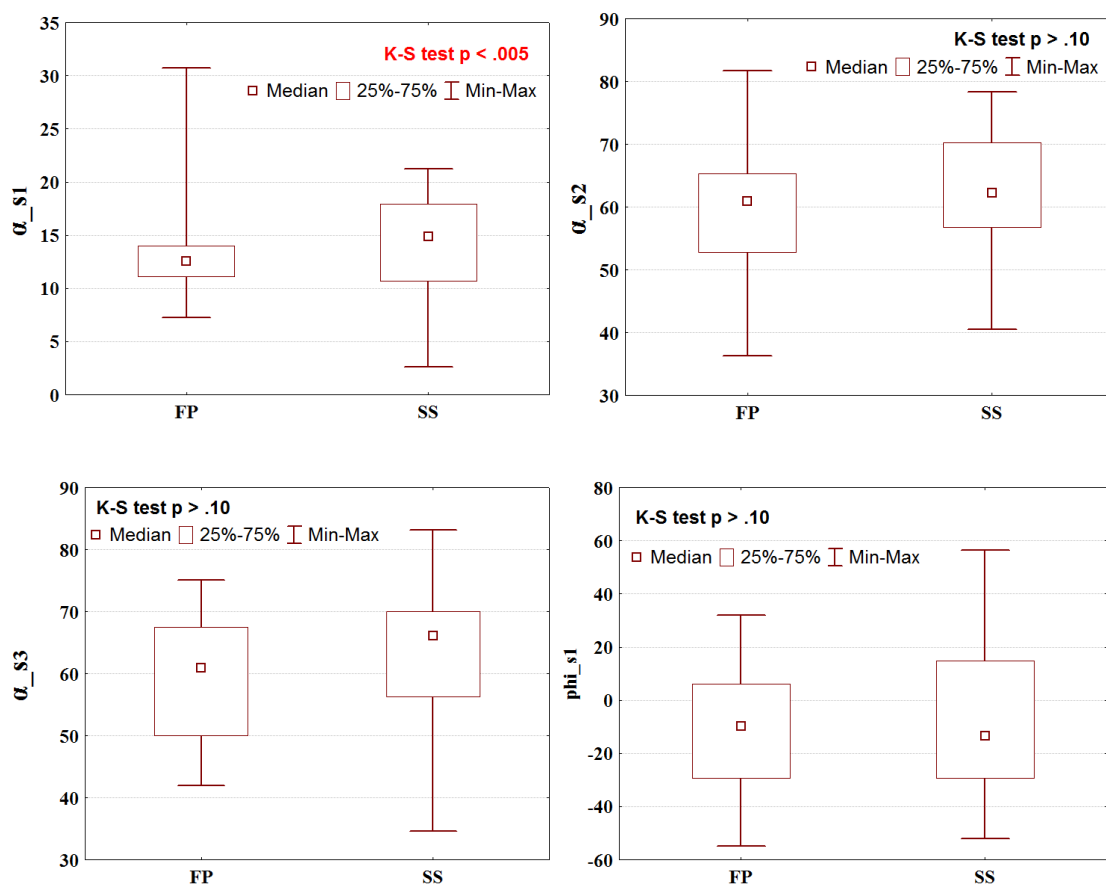 35
30
25
20
15
10
5
0
α_s1
K-S test p < .005
Median 25%-75% Min-Max
FP SS
90
80
70
60
50
40
30
α_s2
K-S test p > .10
Median 25%-75% Min-Max
FP SS
90
80
70
60
50
40
30
α_s3
K-S test p > .10
Median 25%-75% Min-Max
FP SS
80
60
40
20
0
-20
-40
-60
phi_s1
K-S test p > .10
Median 25%-75% Min-Max
FP SS